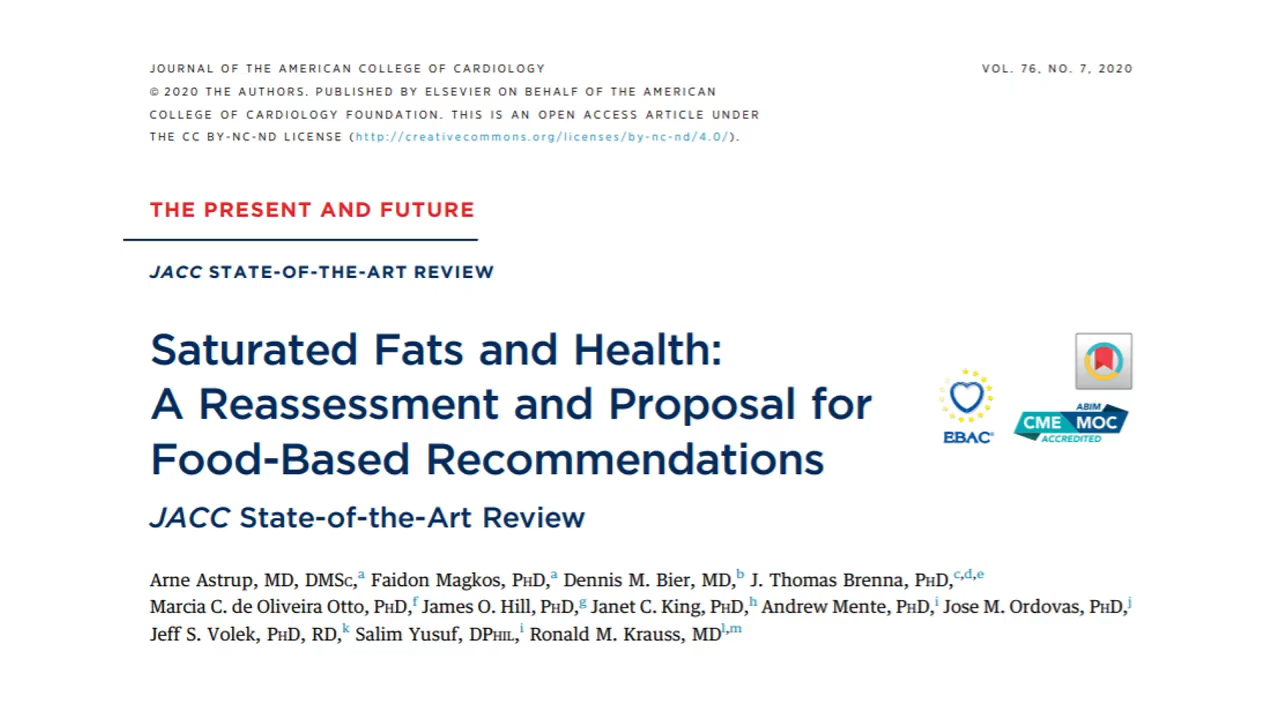 JOURNAL OF THE AMERICAN COLLEGE OF CARDIOLOGY
VOL. 76, NO. 7, 2020
© 2020 THE AUTHORS. PUBLISHED BY ELSEVIER ON BEHALF OF THE AMERICAN
COLLEGE OF CARDIOLOGY FOUNDATION. THIS IS AN OPEN ACCESS ARTICLE UNDER
THE CC BY-NC-ND LICENSE (http://creativecommons.org/licenses/by-nc-nd/4.0/).
THE PRESENT AND FUTURE
JACC STATE-OF-THE-ART REVIEW
Saturated Fats and Health:
A Reassessment and Proposal for
Food-Based Recommendations
JACC State-of-the-Art Review
EBAC®
ABIM
CME MOC
ACCREDITED
Arne Astrup, MD, DMSc,a Faidon Magkos, PhD,a Dennis M. Bier, MD,b J. Thomas Brenna, PhD,c,d,e
Marcia C. de Oliveira Otto, PhD,f James O. Hill, PhD,g Janet C. King, PhD,h Andrew Mente, PhD,i Jose M. Ordovas, PhD,j
Jeff S. Volek, PhD, RD,k Salim Yusuf, DPhil,i Ronald M. Krauss, MDl,m